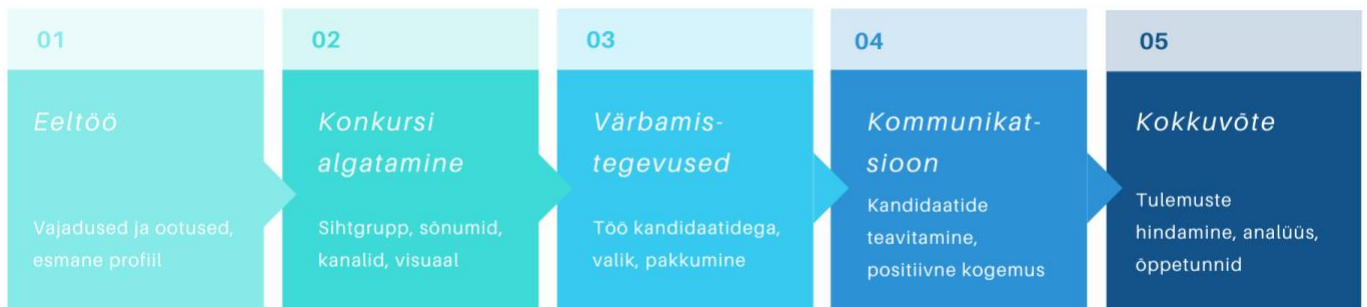 01
Eeltöö
Vajadused ja ootused,
esmane profiil
02
Konkursi
algatamine
Sihtgrupp, sõnumid,
kanalid, visuaal
03
Värbamis-
tegevused
Töö kandidaatidega,
valik, pakkumine
04
Kommunikat-
sioon
Kandidaatide
teavitamine,
positiivne kogemus
05
Kokkuvõte
Tulemuste
hindamine, analüüs,
õppetunnid